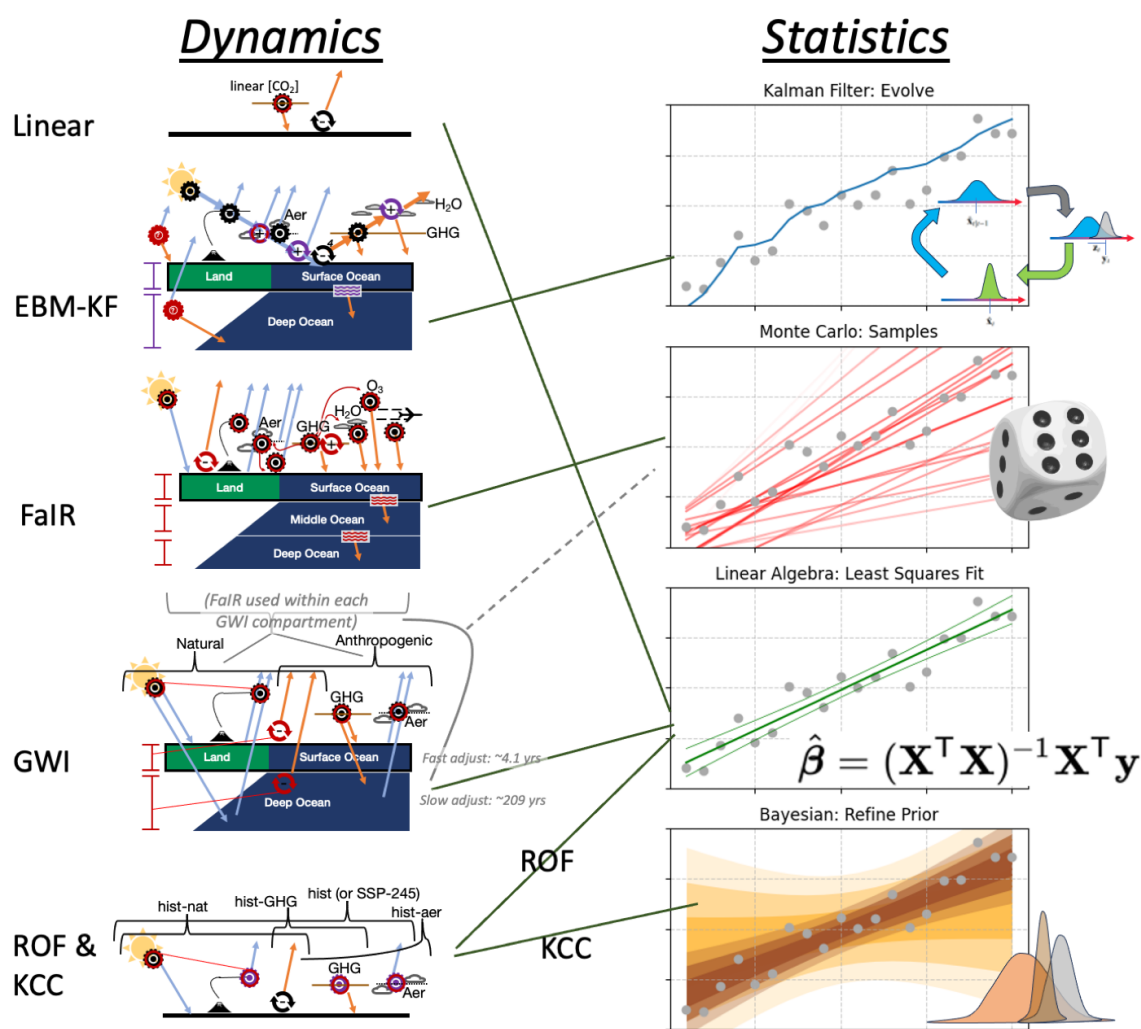 Dynamics
Statistics
Linear
linear [CO₂]
-
Kalman Filter: Evolve
EBM-KF
Aer
H₂O
GHG
+
+
+
-
4
?
?
Land
Surface Ocean
Deep Ocean
Monte Carlo: Samples
FaIR
O₃
H₂O
Aer
GHG
+
-
Land
Surface Ocean
Middle Ocean
Deep Ocean
Linear Algebra: Least Squares Fit
(FaIR used within each
GWI compartment)
Natural
Anthropogenic
GHG
Aer
-
GWI
Land
Surface Ocean
Fast adjust: ~4.1 yrs
-
Deep Ocean
Slow adjust: ~209 yrs
β̂ = (XᵀX)⁻¹Xᵀy
Bayesian: Refine Prior
ROF
KCC
ROF &
KCC
hist (or SSP-245)
hist-nat
hist-GHG
hist-aer
GHG
Aer
-